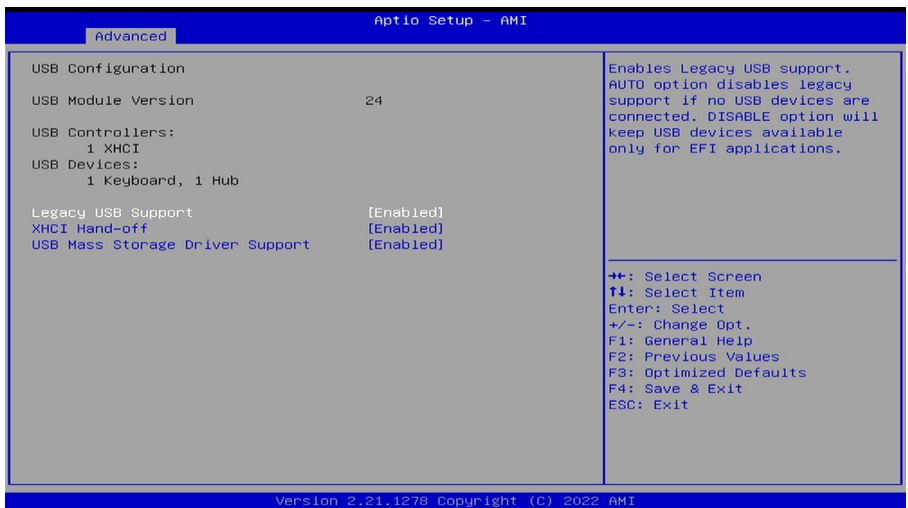 Aptio Setup – AMI
Advanced
USB Configuration
USB Module Version 24
USB Controllers:
1 XHCI
USB Devices:
1 Keyboard, 1 Hub
Legacy USB Support [Enabled]
XHCI Hand-off [Enabled]
USB Mass Storage Driver Support [Enabled]
Enables Legacy USB support.
AUTO option disables legacy
support if no USB devices are
connected. DISABLE option will
keep USB devices available
only for EFI applications.
→←: Select Screen
↑↓: Select Item
Enter: Select
+/-: Change Opt.
F1: General Help
F2: Previous Values
F3: Optimized Defaults
F4: Save & Exit
ESC: Exit
Version 2.21.1278 Copyright (C) 2022 AMI